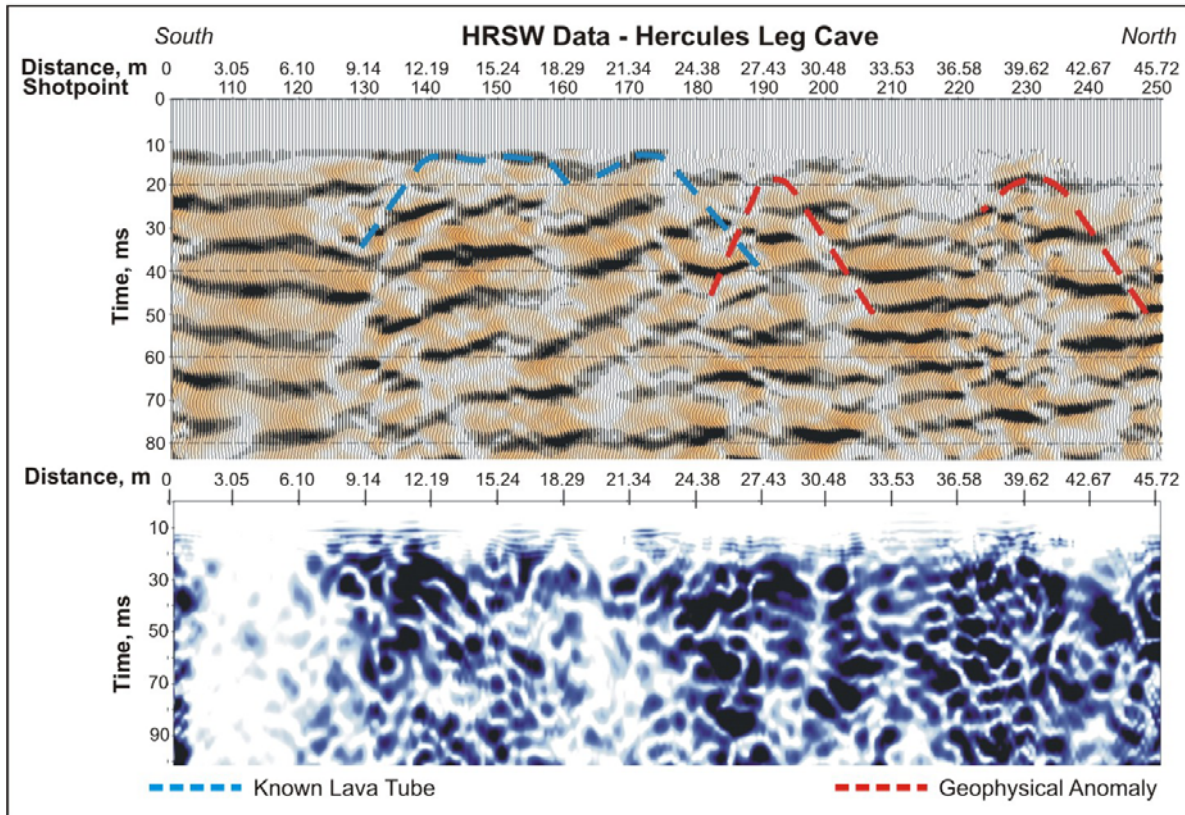 South HRSW Data - Hercules Leg Cave North
Distance, m 0 3.05 6.10 9.14 12.19 15.24 18.29 21.34 24.38 27.43 30.48 33.53 36.58 39.62 42.67 45.72
Shotpoint 110 120 130 140 150 160 170 180 190 200 210 220 230 240 250
0
10
20
30
40
50
60
70
80
Time, ms
Distance, m 0 3.05 6.10 9.14 12.19 15.24 18.29 21.34 24.38 27.43 30.48 33.53 36.58 39.62 42.67 45.72
10
30
50
70
90
Time, ms
Known Lava Tube Geophysical Anomaly